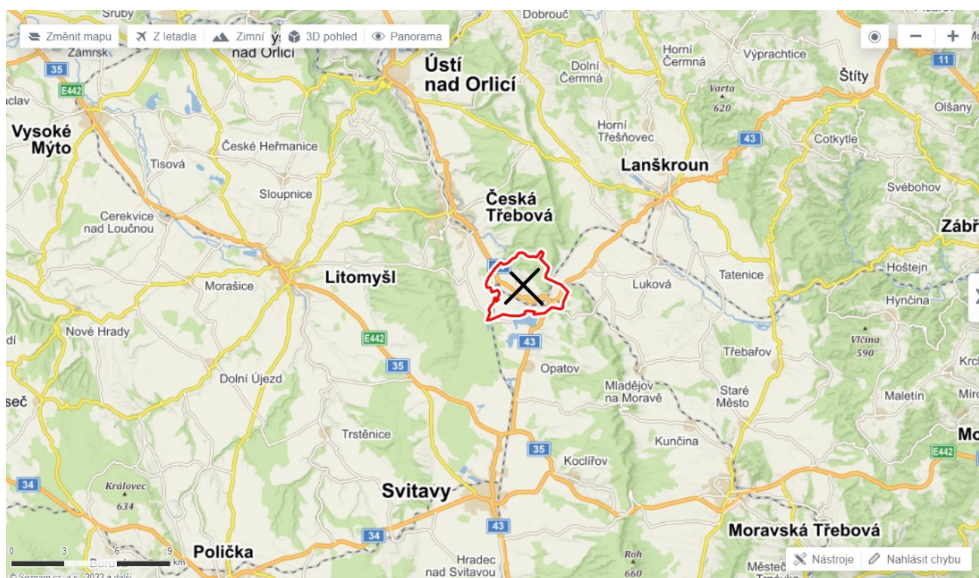 Sruby
Dobrouč
Změnit mapu
Z letadla
Zimní
3D pohled
Panorama
Zámrsk
nad Orlicí
Ústí
nad Orlicí
Dolní
Čermná
Horní
Čermná
Výprachtice
11
35
E442
Štíty
Varta
620
Olšany
Vysoké
Mýto
České Heřmanice
Tisová
Horní
Třešňovec
43
Cotkytle
Lanškroun
Sloupnice
Svébohov
Česká
Třebová
Cerekvice
nad Loučnou
Zábř
Litomyšl
Hoštejn
Morašice
Luková
Tatenice
Hynčina
Nové Hrady
E442
43
Vlčina
590
35
Opatov
Třebařov
Dolní Újezd
Mladějov
na Moravě
Staré
Město
Maletín
Trstěnice
Kunčina
35
Koclířov
E442
34
Královec
634
Svitavy
43
34
Moravská Třebová
Polička
Hradec
nad Svitavou
Roh
660
0
3
6
9
km
Nástroje
Nahlásit chybu